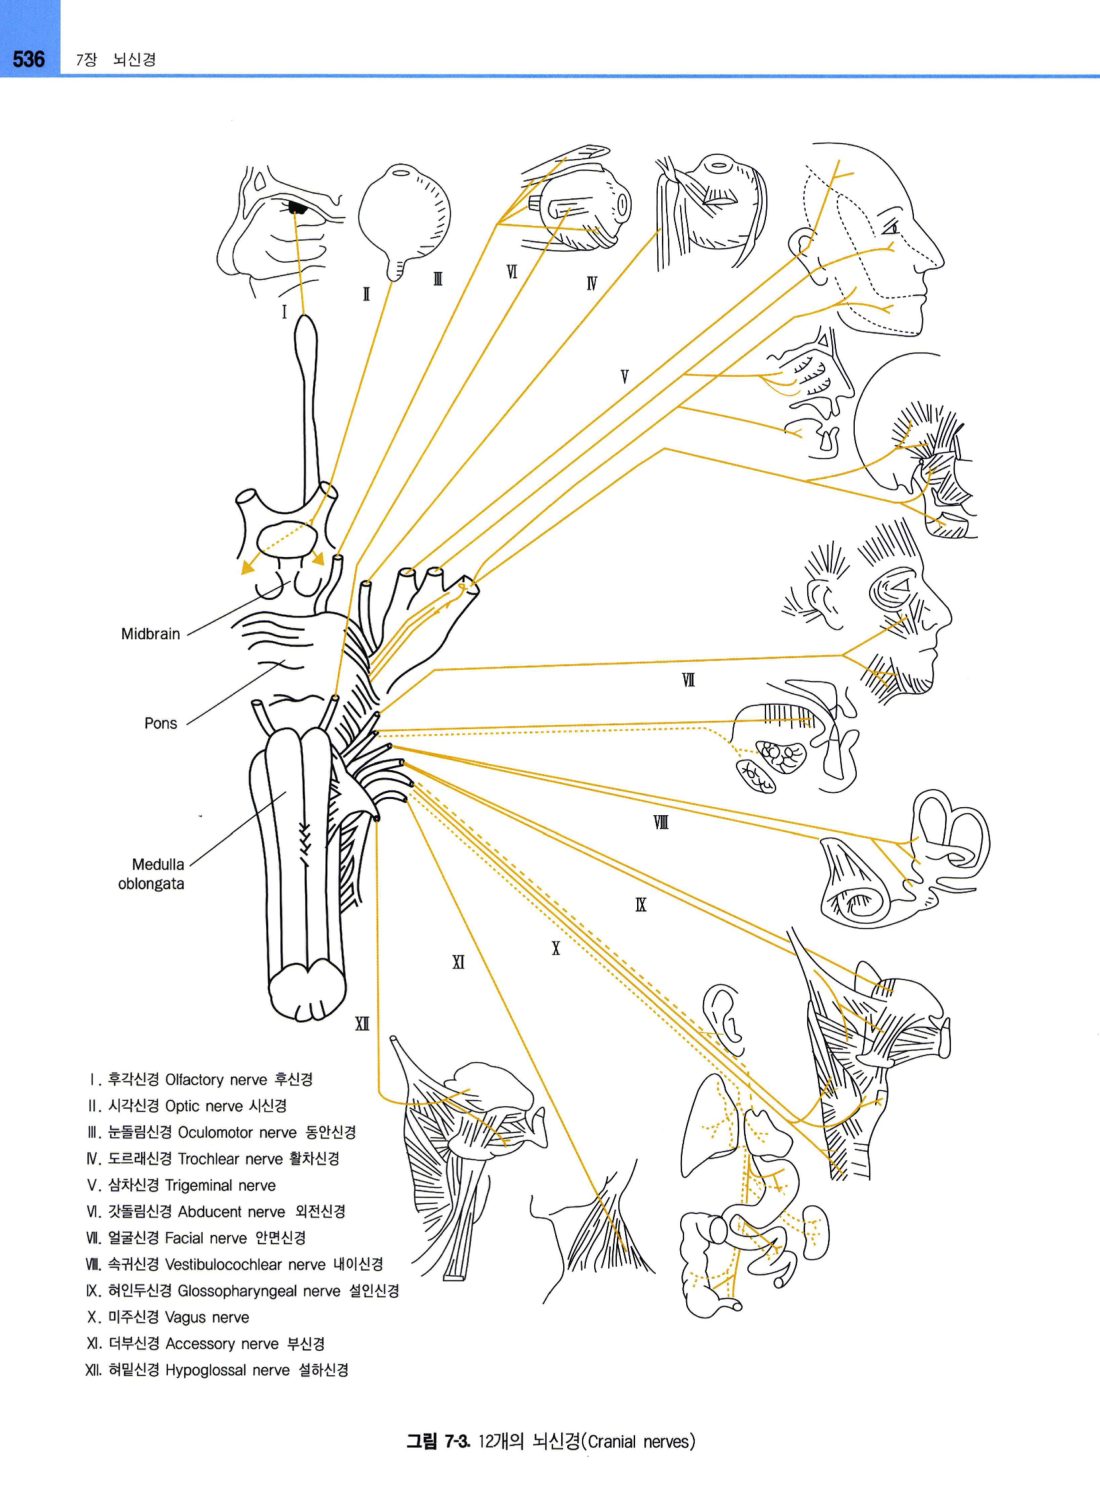 536
7장 뇌신경
I
II
III
VI
IV
V
Midbrain
Pons
Medulla
oblongata
VII
VIII
IX
X
XI
XII
I. 후각신경 Olfactory nerve 후신경
II. 시각신경 Optic nerve 시신경
III. 눈돌림신경 Oculomotor nerve 동안신경
IV. 도르래신경 Trochlear nerve 활차신경
V. 삼차신경 Trigeminal nerve
VI. 갓돌림신경 Abducent nerve 외전신경
VII. 얼굴신경 Facial nerve 안면신경
VIII. 속귀신경 Vestibulocochlear nerve 내이신경
IX. 혀인두신경 Glossopharyngeal nerve 설인신경
X. 미주신경 Vagus nerve
XI. 더부신경 Accessory nerve 부신경
XII. 혀밑신경 Hypoglossal nerve 설하신경
그림 7-3. 12개의 뇌신경(Cranial nerves)